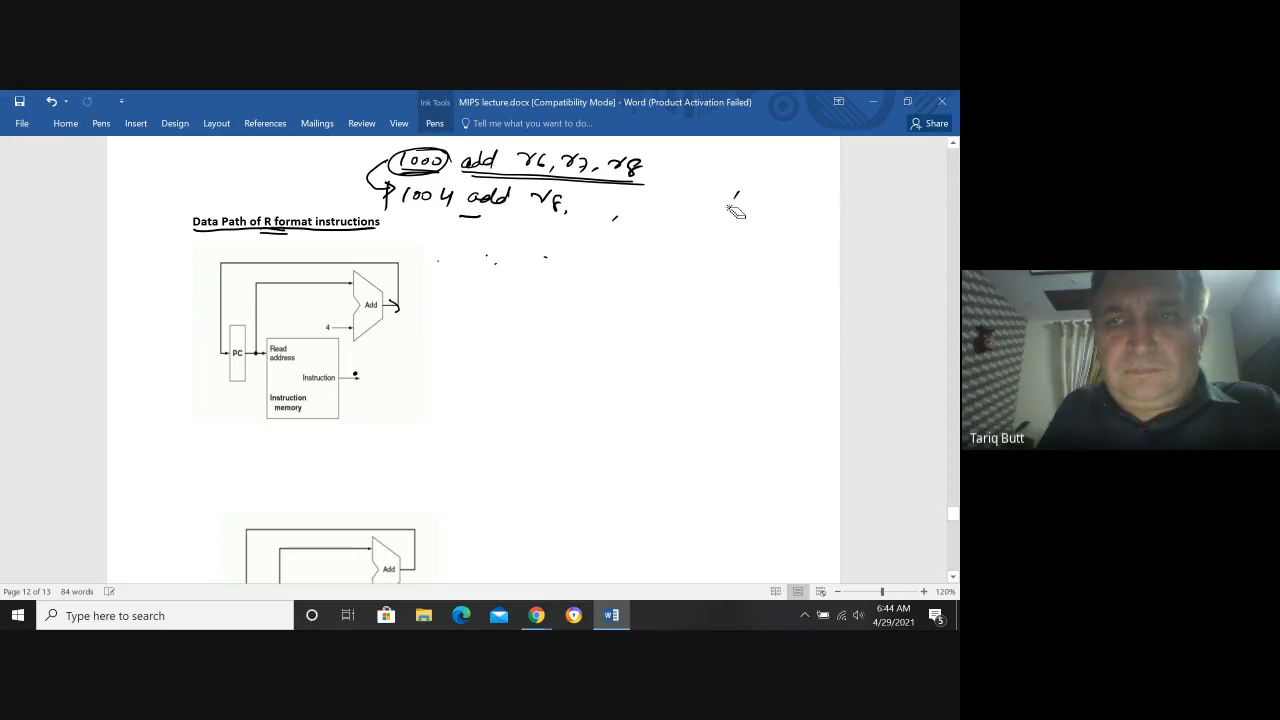 MIPS lecture.docx [Compatibility Mode] - Word (Product Activation Failed)
Ink Tools
File Home Pens Insert Design Layout References Mailings Review View Pens Tell me what you want to do... Share
1000 add r6, r7, r8
1004 add r8,
Data Path of R format instructions
Add
4
PC
Read
address
Instruction
Instruction
memory
Add
Tariq Butt
Page 12 of 13 84 words 120%
Type here to search
6:44 AM
4/29/2021
5